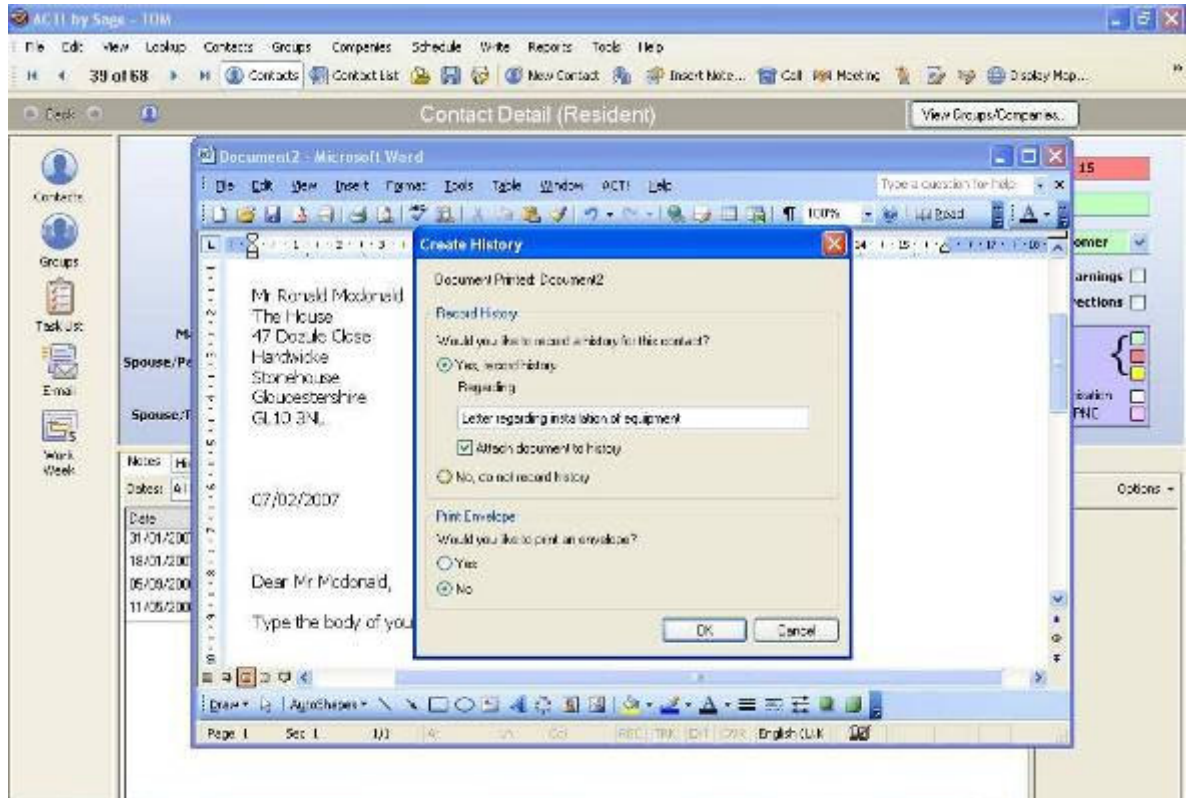 ACT! by Sage - TOM
File Edit View Lookup Contacts Groups Companies Schedule Write Reports Tools Help
39 of 68 Contacts Contact List New Contact Insert Note... Call Meeting Display Map...
Back Contact Detail (Resident) View Groups/Companies...
Contacts
Groups
Task List
E-mail
Work
Week
15
omer
arnings
rections
PNC
Spouse/Pe
Spouse/T
Notes Hi
Dates: Al
Options
Date
31/01/200
18/01/200
05/09/200
11/05/200
Document2 - Microsoft Word
File Edit View Insert Format Tools Table Window ACT! Help Type a question for help
100% Read
Mr Ronald Mcdonald
The House
47 Dozule Close
Hardwicke
Stonehouse
Gloucestershire
GL10 3NL
07/02/2007
Dear Mr Mcdonald,
Type the body of you
Draw AutoShapes
Page 1 Sec 1 1/1 At Ln Col REC TRK EXT OVR English (U.K
Create History
Document Printed: Document2
Record History
Would you like to record a history for this contact?
Yes, record history
Regarding
Letter regarding installation of equipment
Attach document to history
No, do not record history
Print Envelope
Would you like to print an envelope?
Yes
No
OK Cancel